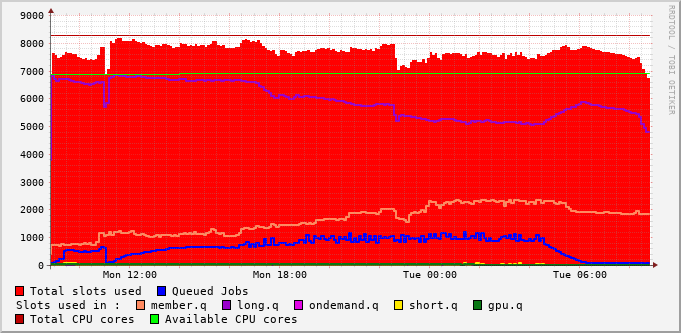 9000
8000
7000
6000
5000
4000
3000
2000
1000
0
Mon 12:00 Mon 18:00 Tue 00:00 Tue 06:00
RRDTOOL / TOBI OETIKER
Total slots used Queued Jobs
Slots used in : member.q long.q ondemand.q short.q gpu.q
Total CPU cores Available CPU cores